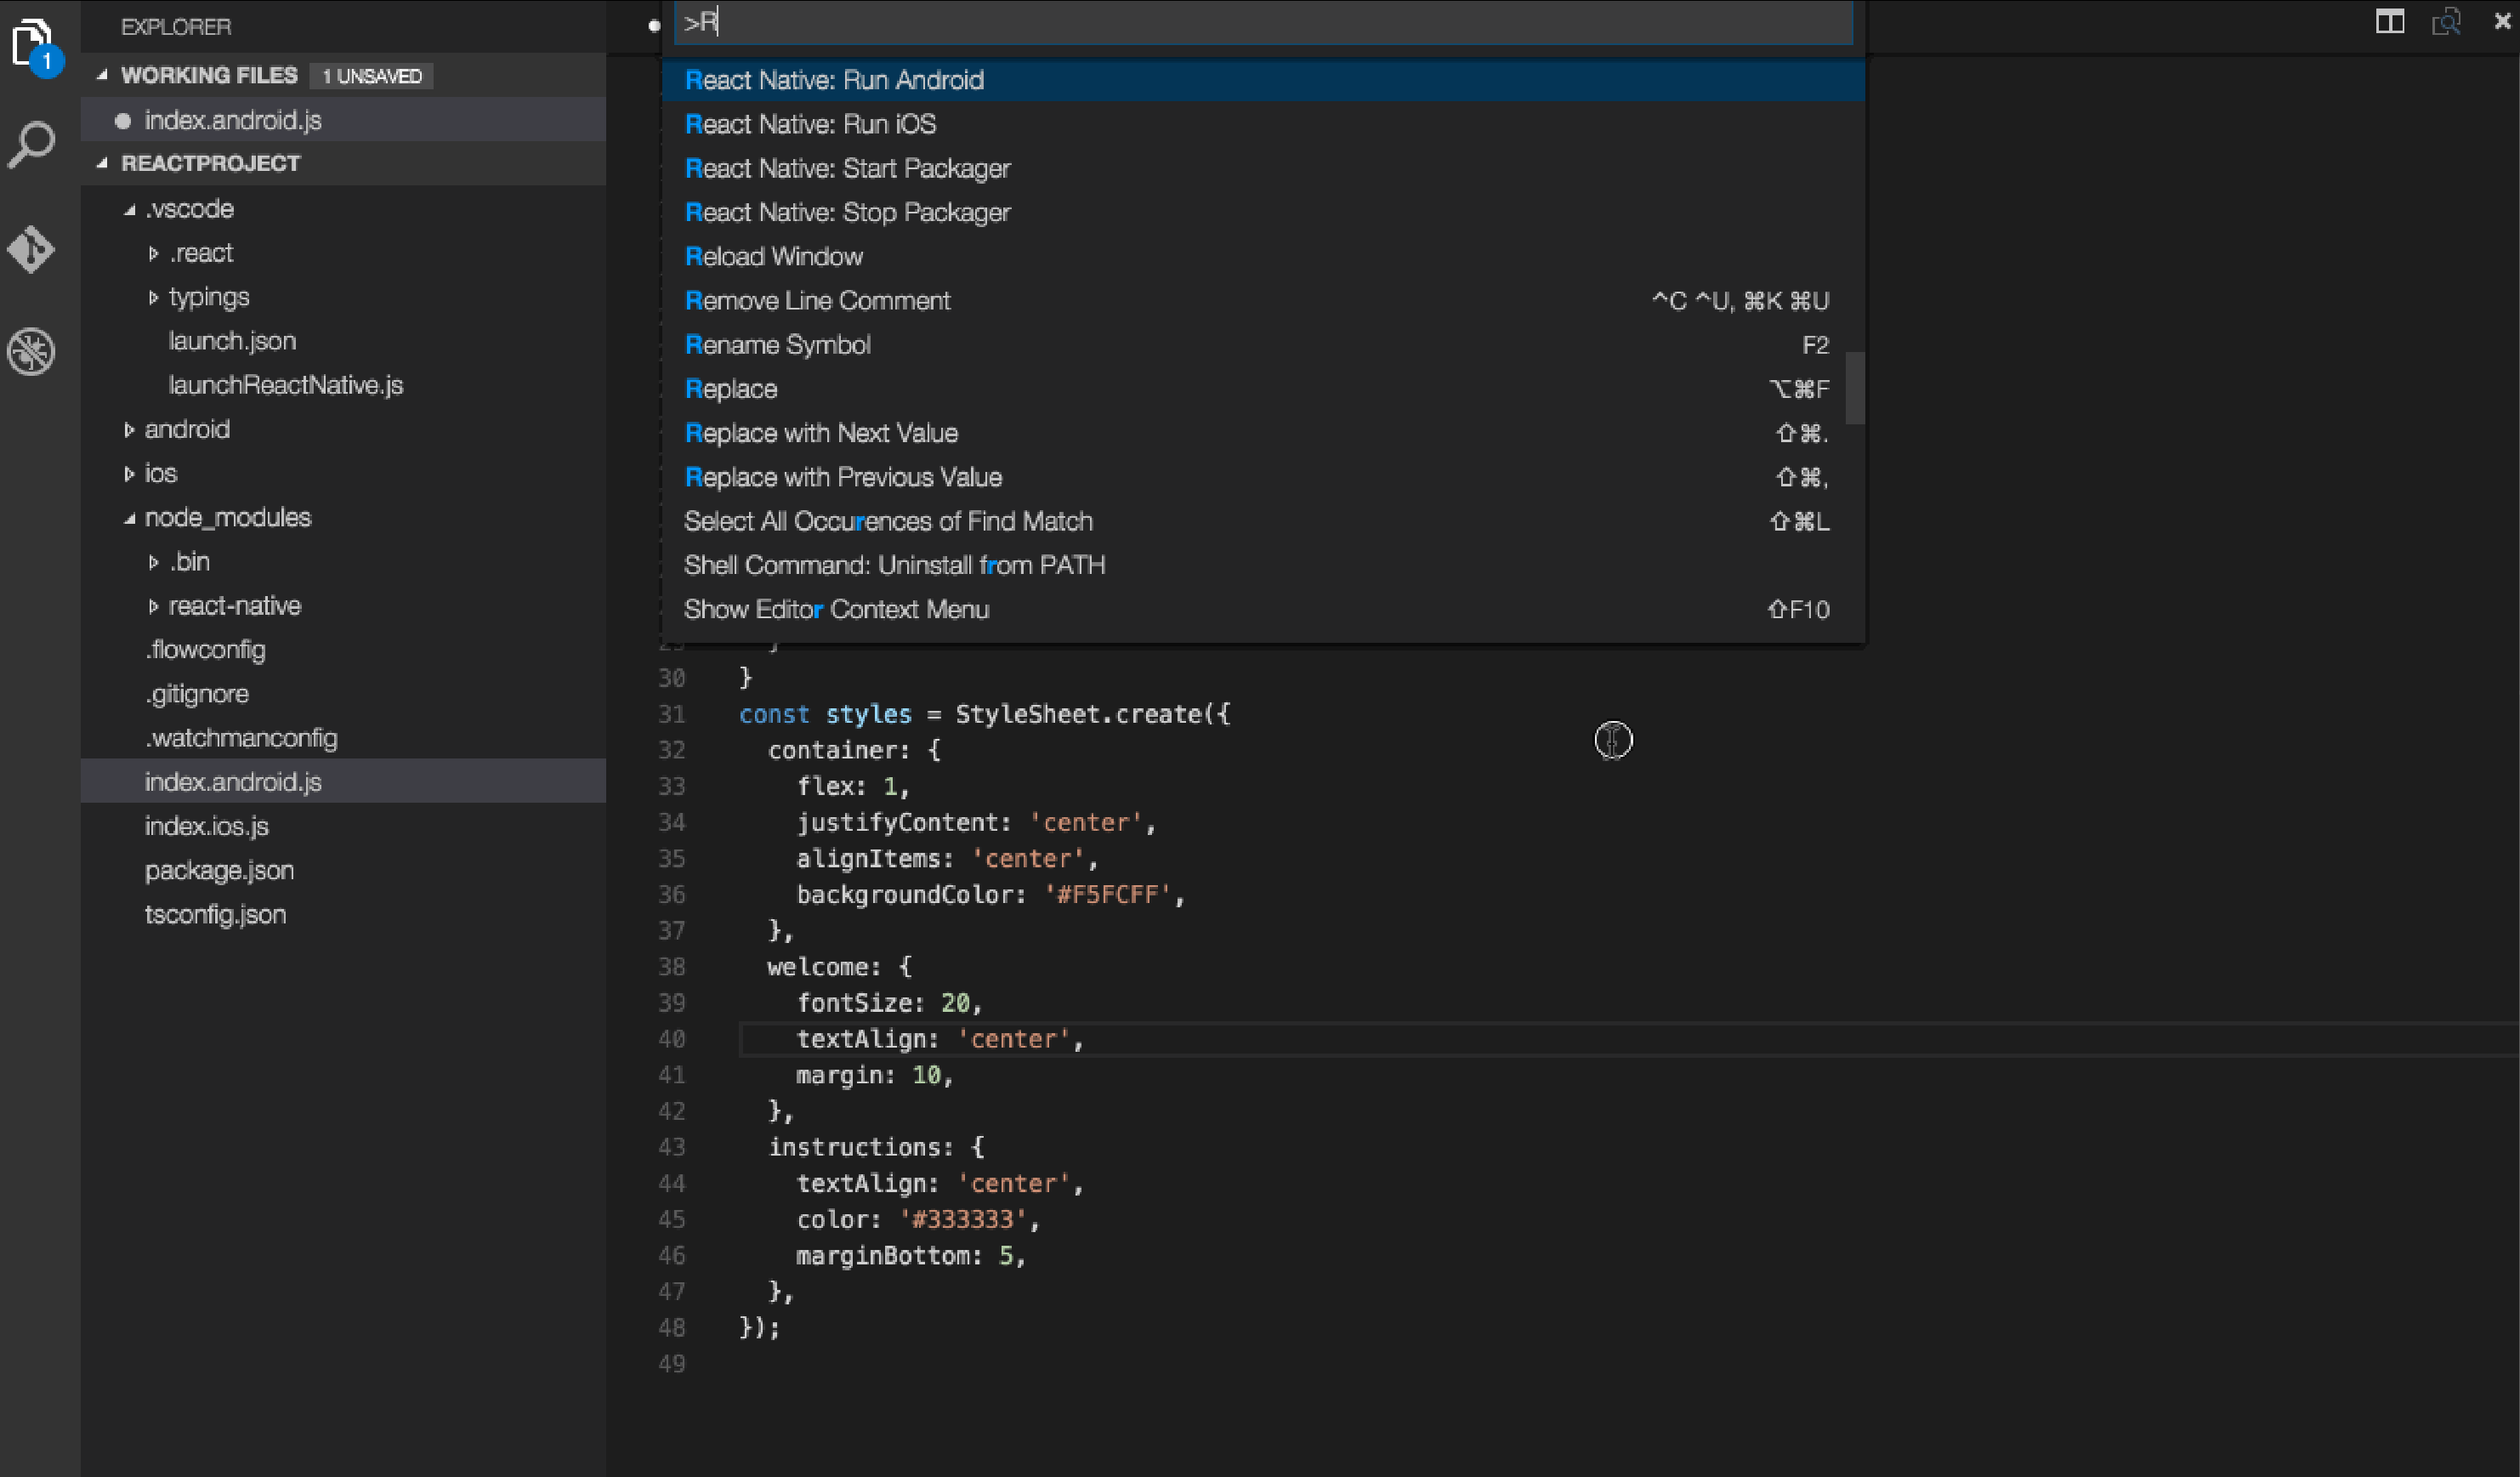 1
EXPLORER
WORKING FILES 1 UNSAVED
index.android.js
REACTPROJECT
.vscode
.react
typings
launch.json
launchReactNative.js
android
ios
node_modules
.bin
react-native
.flowconfig
.gitignore
.watchmanconfig
index.android.js
index.ios.js
package.json
tsconfig.json
>R
React Native: Run Android
React Native: Run iOS
React Native: Start Packager
React Native: Stop Packager
Reload Window
Remove Line Comment ^C ^U, ⌘K ⌘U
Rename Symbol F2
Replace ⌥⌘F
Replace with Next Value ⇧⌘.
Replace with Previous Value ⇧⌘,
Select All Occurences of Find Match ⇧⌘L
Shell Command: Uninstall from PATH
Show Editor Context Menu ⇧F10
30 }
31 const styles = StyleSheet.create({
32 container: {
33 flex: 1,
34 justifyContent: 'center',
35 alignItems: 'center',
36 backgroundColor: '#F5FCFF',
37 },
38 welcome: {
39 fontSize: 20,
40 textAlign: 'center',
41 margin: 10,
42 },
43 instructions: {
44 textAlign: 'center',
45 color: '#333333',
46 marginBottom: 5,
47 },
48 });
49